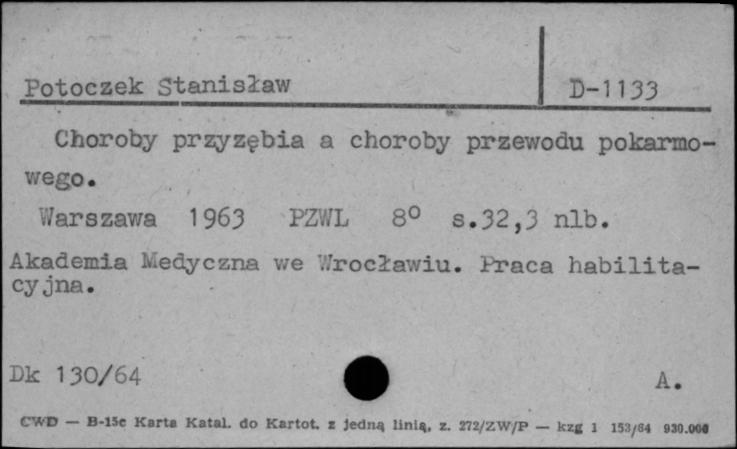 Potoczek Stanisław D-1133
Choroby przyzębia a choroby przewodu pokarmo-
wego.
Warszawa 1963 PZWL 8° s.32,3 nlb.
Akademia Medyczna we Wrocławiu. Praca habilita-
cyjna.
Dk 130/64 A.
CWD — B-15c Karta Katal. do Kartot. z jedną linią, z. 272/ZW/P — kzg 1 153/64 930.000